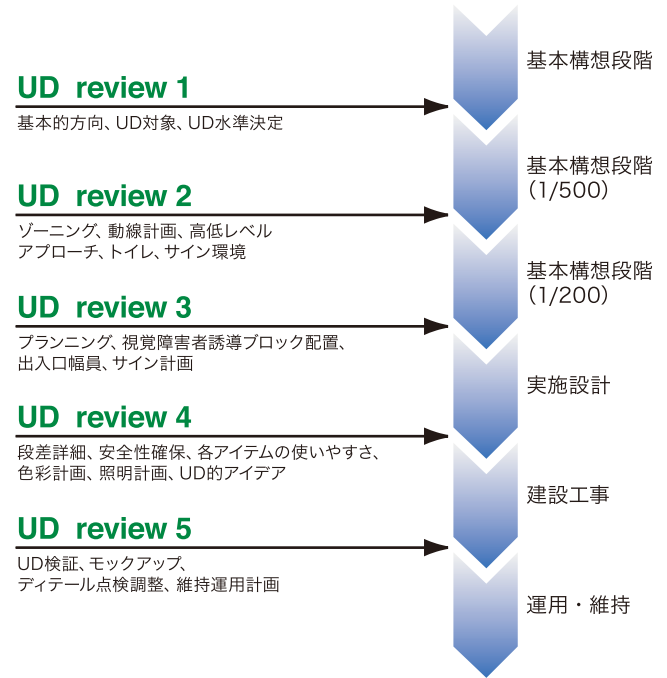 基本構想段階
UD review 1
基本的方向、UD対象、UD水準決定
基本構想段階
(1/500)
UD review 2
ゾーニング、動線計画、高低レベル
アプローチ、トイレ、サイン環境
基本構想段階
(1/200)
UD review 3
プランニング、視覚障害者誘導ブロック配置、
出入口幅員、サイン計画
実施設計
UD review 4
段差詳細、安全性確保、各アイテムの使いやすさ、
色彩計画、照明計画、UD的アイデア
建設工事
UD review 5
UD検証、モックアップ、
ディテール点検調整、維持運用計画
運用・維持